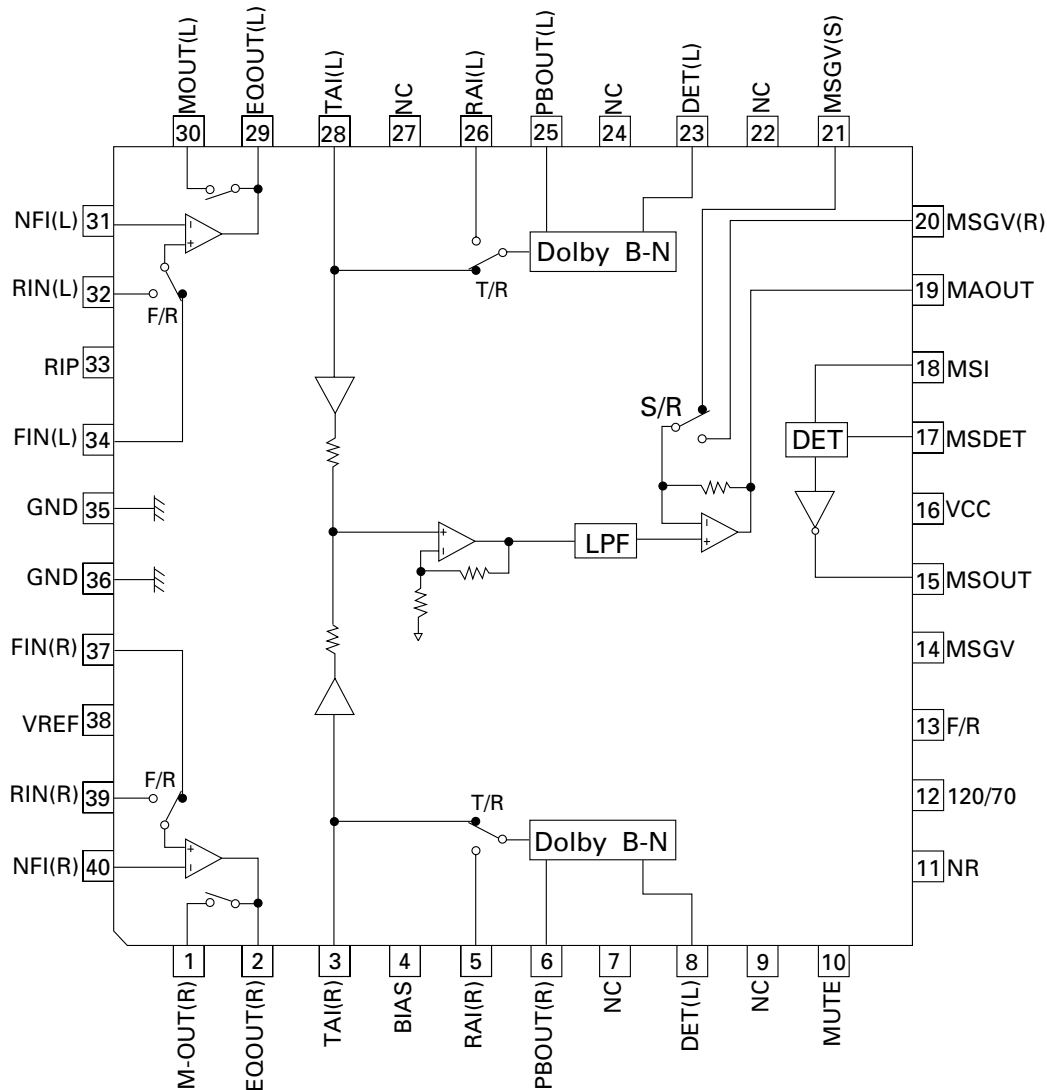 MOUT(L)
EQOUT(L)
TAI(L)
NC
RAI(L)
PBOUT(L)
NC
DET(L)
NC
MSGV(S)
30
29
28
27
26
25
24
23
22
21
NFI(L) 31
- +
Dolby B-N
20 MSGV(R)
RIN(L) 32
F/R
T/R
19 MAOUT
RIP 33
18 MSI
S/R
FIN(L) 34
DET
17 MSDET
GND 35
16 VCC
+ -
LPF
- +
GND 36
15 MSOUT
FIN(R) 37
14 MSGV
VREF 38
13 F/R
F/R
RIN(R) 39
T/R
12 120/70
Dolby B-N
+ -
NFI(R) 40
11 NR
1
2
3
4
5
6
7
8
9
10
M-OUT(R)
EQOUT(R)
TAI(R)
BIAS
RAI(R)
PBOUT(R)
NC
DET(L)
NC
MUTE